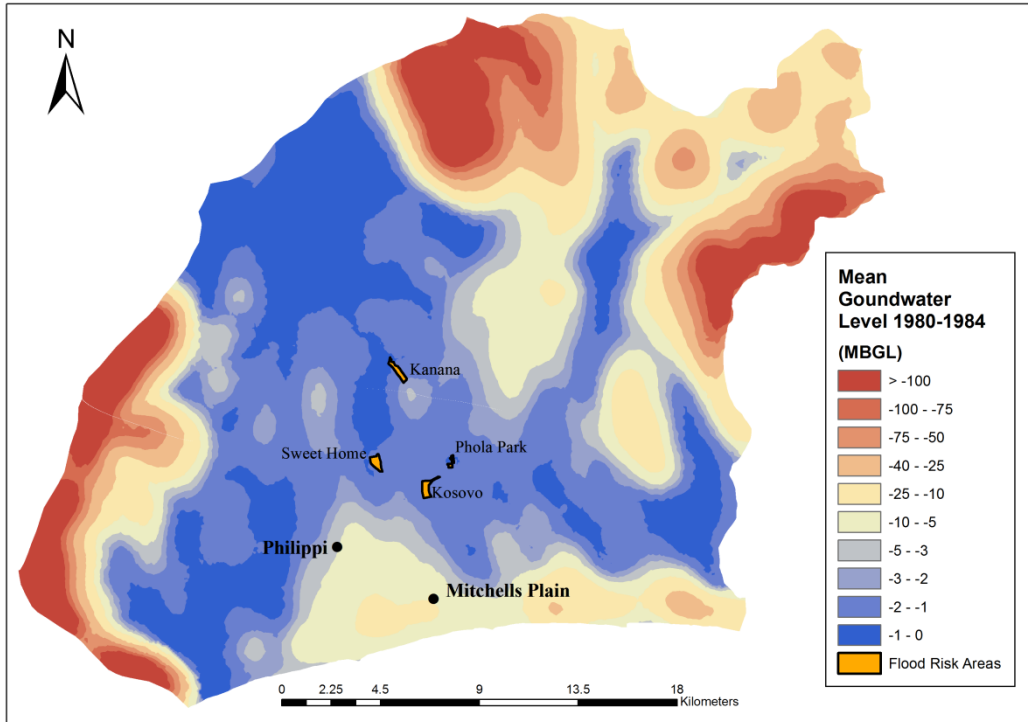 N
Kanana
Sweet Home
Phola Park
Kosovo
Philippi
Mitchells Plain
Mean
Goundwater
Level 1980-1984
(MBGL)
> -100
-100 - -75
-75 - -50
-40 - -25
-25 - -10
-10 - -5
-5 - -3
-3 - -2
-2 - -1
-1 - 0
Flood Risk Areas
0 2.25 4.5 9 13.5 18
Kilometers